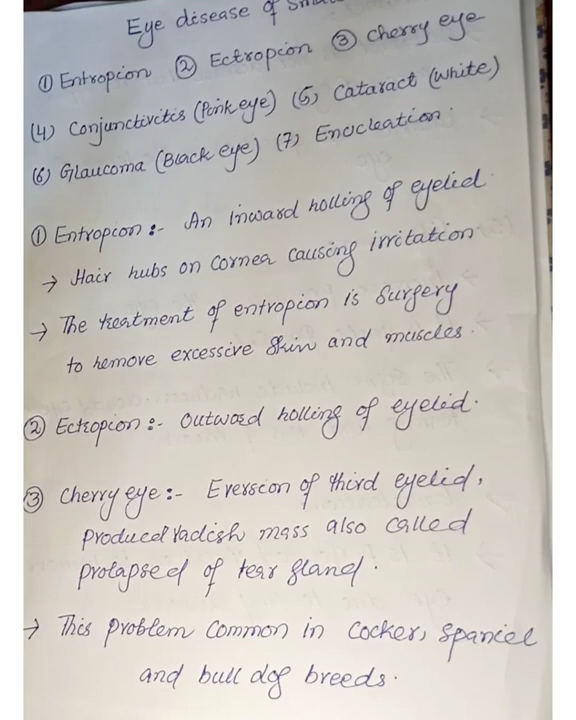 Eye disease of Small
① Entropion ② Ectropion ③ Cherry eye
(4) Conjunctivitis (Pink eye) (5) Cataract (White)
(6) Glaucoma (Black eye) (7) Enucleation.
① Entropion :- An Inward rolling of eyelid.
→ Hair rubs on Cornea causing irritation
→ The treatment of entropion is Surgery
to remove excessive Skin and muscles.
② Ectropion :- Outward rolling of eyelid.
③ Cherry eye :- Eversion of third eyelid,
produced radish mass also called
prolapsed of tear gland.
→ This problem common in Cocker, Spaniel
and bull dog breeds.